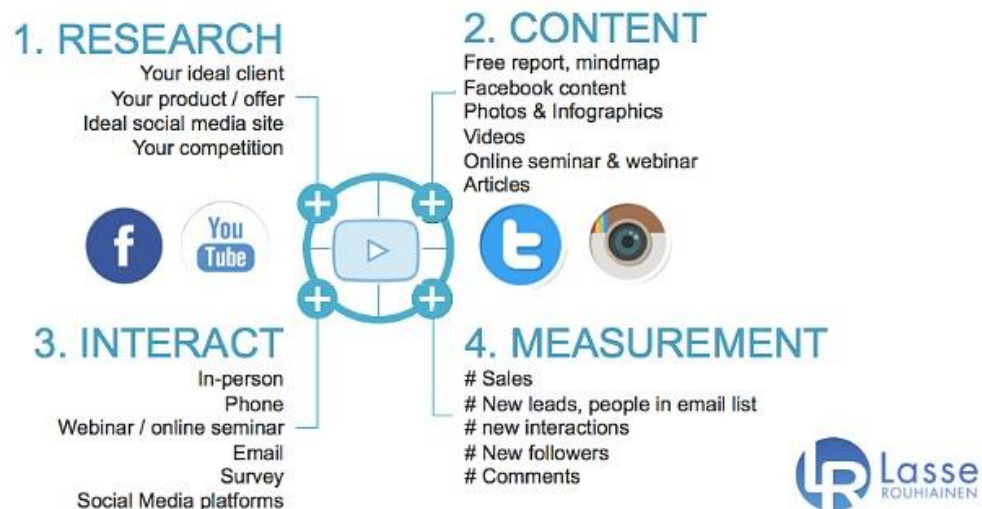 1. RESEARCH
Your ideal client
Your product / offer
Ideal social media site
Your competition
2. CONTENT
Free report, mindmap
Facebook content
Photos & Infographics
Videos
Online seminar & webinar
Articles
f
You
Tube
t
3. INTERACT
In-person
Phone
Webinar / online seminar
Email
Survey
Social Media platforms
4. MEASUREMENT
# Sales
# New leads, people in email list
# new interactions
# New followers
# Comments
LR
Lasse
ROUHIAINEN